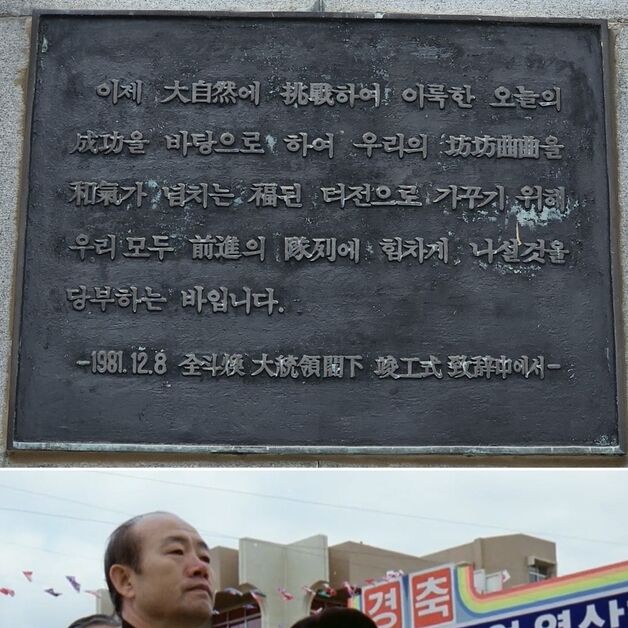 이제 大自然에 挑戰하여 이룩한 오늘의
成功을 바탕으로 하여 우리의 坊坊曲曲을
和氣가 넘치는 福된 터전으로 가꾸기 위해
우리모두 前進의 隊列에 힘차게 나설것을
당부하는 바입니다.
-1981.12.8 全斗煥 大統領閣下 竣工式 致辞中에서-
경축
영산